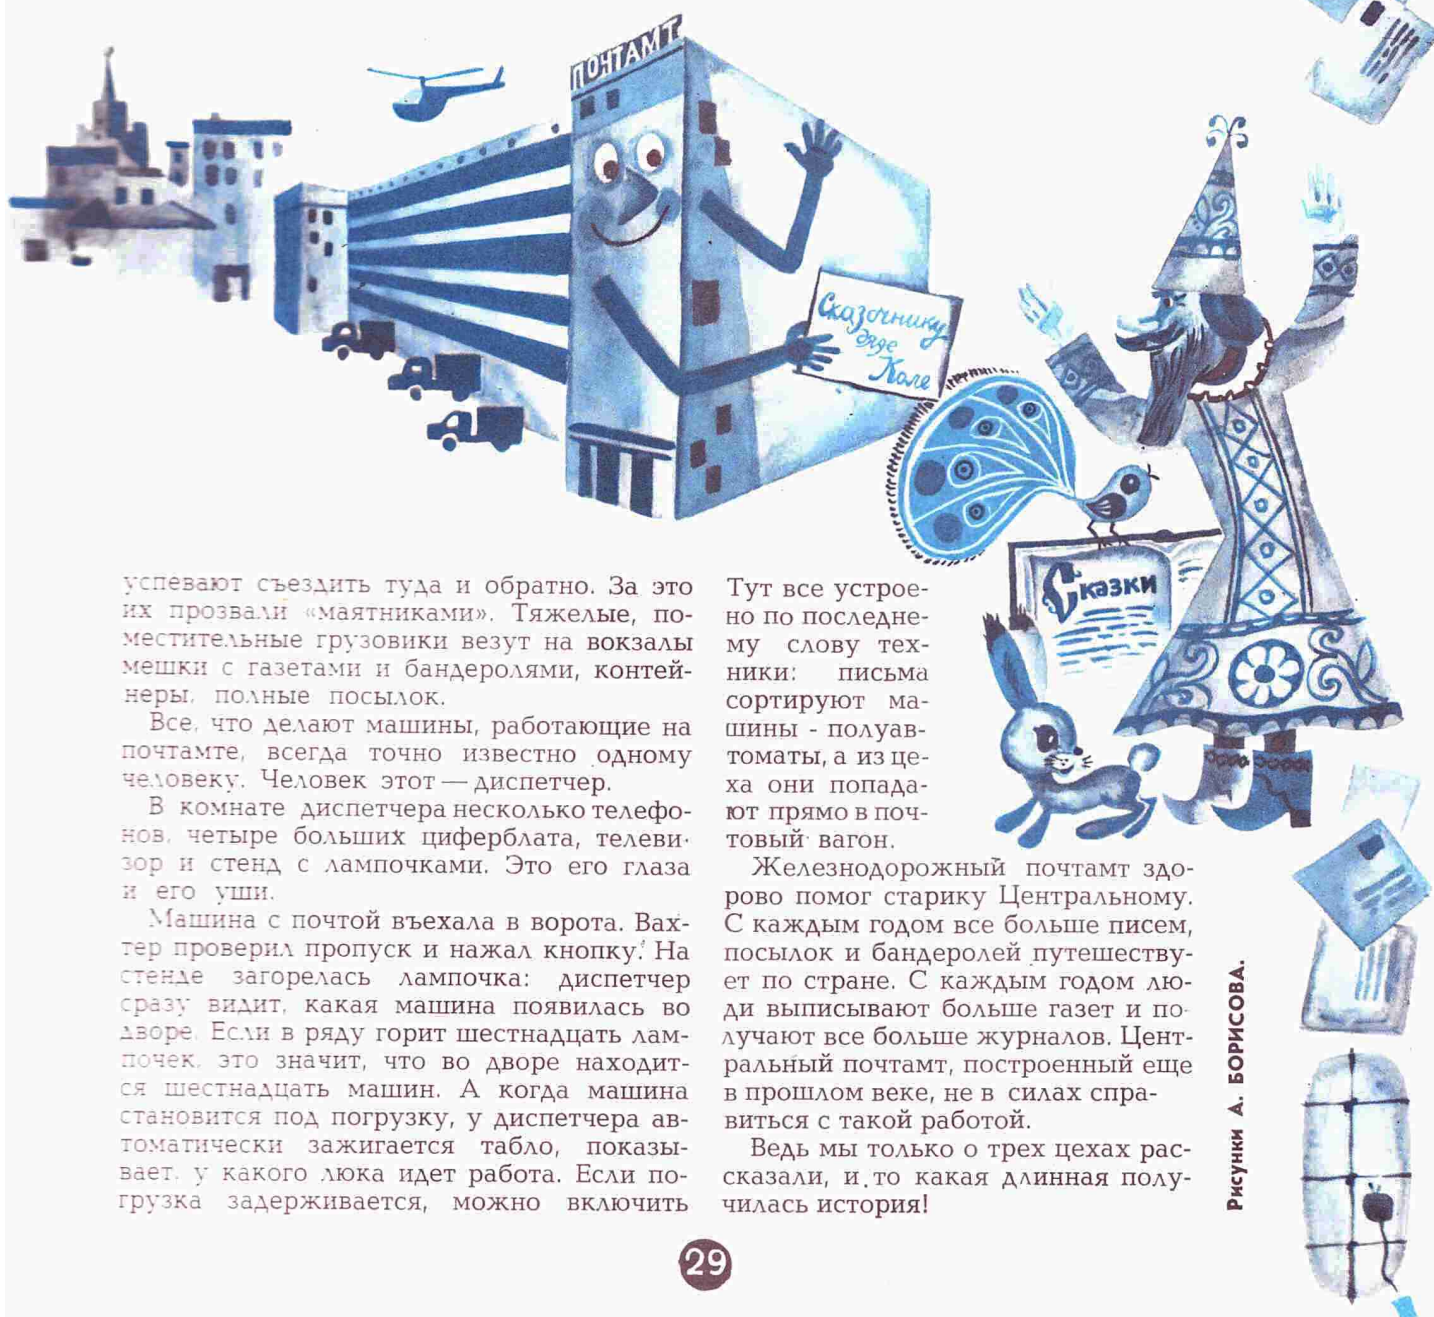 ПОЧТАМТ
Сказочнику
дяде
Коле
Сказки
успевают съездить туда и обратно. За это
их прозвали «маятниками». Тяжелые, по-
местительные грузовики везут на вокзалы
мешки с газетами и бандеролями, контей-
неры, полные посылок.
Все, что делают машины, работающие на
почтамте, всегда точно известно одному
человеку. Человек этот — диспетчер.
В комнате диспетчера несколько телефо-
нов, четыре больших циферблата, телеви-
зор и стенд с лампочками. Это его глаза
и его уши.
Машина с почтой въехала в ворота. Вах-
тер проверил пропуск и нажал кнопку. На
стенде загорелась лампочка: диспетчер
сразу видит, какая машина появилась во
дворе. Если в ряду горит шестнадцать лам-
почек, это значит, что во дворе находит-
ся шестнадцать машин. А когда машина
становится под погрузку, у диспетчера ав-
томатически зажигается табло, показы-
вает, у какого люка идет работа. Если по-
грузка задерживается, можно включить
Тут все устрое-
но по последне-
му слову тех-
ники: письма
сортируют ма-
шины - полуав-
томаты, а из це-
ха они попада-
ют прямо в поч-
товый вагон.
Железнодорожный почтамт здо-
рово помог старику Центральному.
С каждым годом все больше писем,
посылок и бандеролей путешеству-
ет по стране. С каждым годом лю-
ди выписывают больше газет и по-
лучают все больше журналов. Цент-
ральный почтамт, построенный еще
в прошлом веке, не в силах спра-
виться с такой работой.
Ведь мы только о трех цехах рас-
сказали, и то какая длинная полу-
чилась история!
Рисунки А. БОРИСОВА.
29